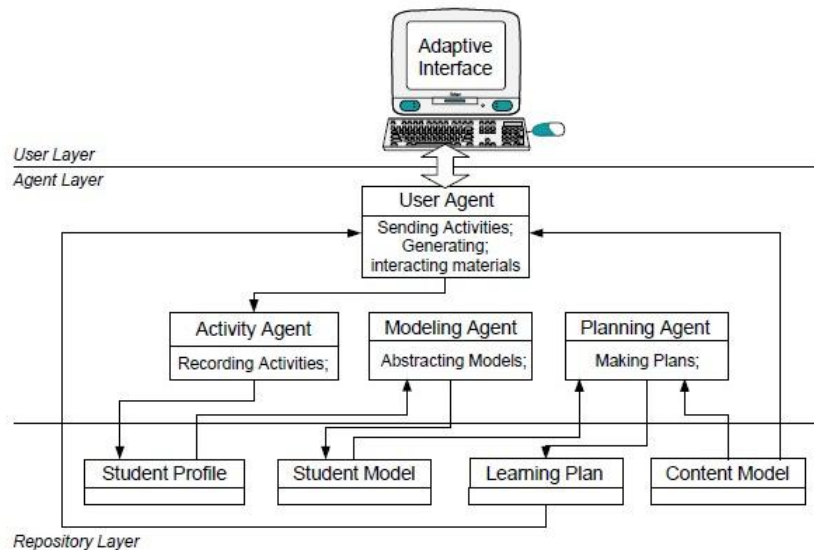 Adaptive
Interface
User Layer
Agent Layer
User Agent
Sending Activities;
Generating;
interacting materials
Activity Agent
Recording Activities;
Modeling Agent
Abstracting Models;
Planning Agent
Making Plans;
Student Profile
Student Model
Learning Plan
Content Model
Repository Layer